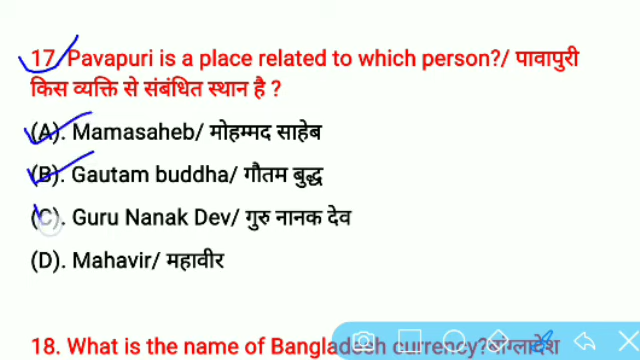 17. Pavapuri is a place related to which person?/ पावापुरी
किस व्यक्ति से संबंधित स्थान है ?
(A). Mamasaheb/ मोहम्मद साहेब
(B). Gautam buddha/ गौतम बुद्ध
(C). Guru Nanak Dev/ गुरु नानक देव
(D). Mahavir/ महावीर
18. What is the name of Bangladesh currency?बांग्लादेश